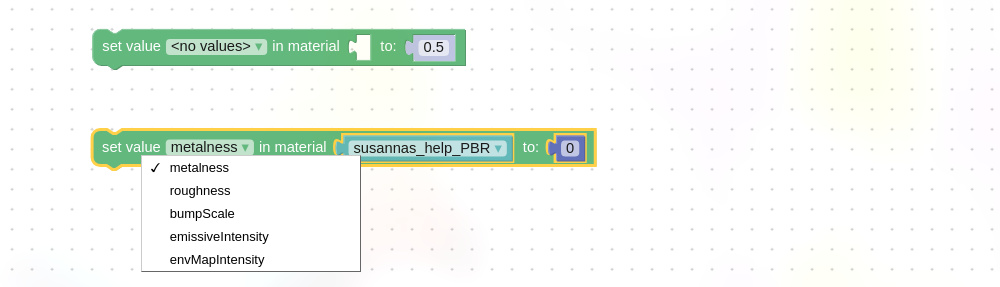 set value <no values> ▾ in material to: 0.5
set value metalness ▾ in material susannas_help_PBR ▾ to: 0
✓ metalness
roughness
bumpScale
emissiveIntensity
envMapIntensity